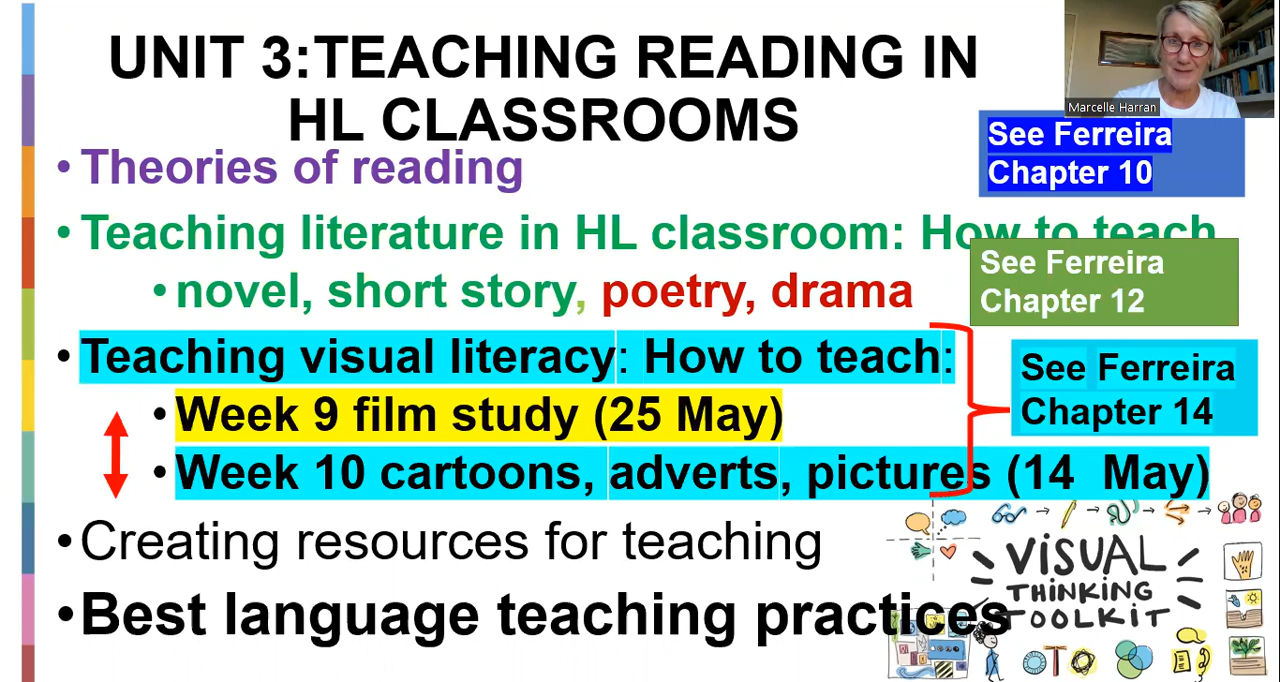 UNIT 3:TEACHING READING IN
HL CLASSROOMS
Marcelle Harran
See Ferreira
Chapter 10
• Theories of reading
• Teaching literature in HL classroom: How to teach
See Ferreira
Chapter 12
• novel, short story, poetry, drama
• Teaching visual literacy: How to teach:
See Ferreira
Chapter 14
• Week 9 film study (25 May)
• Week 10 cartoons, adverts, pictures (14 May)
• Creating resources for teaching
• Best language teaching practices
VISUAL
THINKING
TOOLKIT